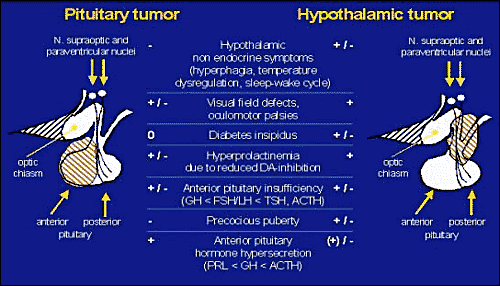 Pituitary tumor
Hypothalamic tumor
N. supraoptic and
paraventricular nuclei
optic
chiasm
anterior
posterior
pituitary
- Hypothalamic + / -
non endocrine symptoms
(hyperphagia, temperature
dysregulation, sleep-wake cycle)
+ / - Visual field defects, +
oculomotor palsies
0 Diabetes insipidus + / -
+ / - Hyperprolactinemia +
due to reduced DA-inhibition
+ / - Anterior pituitary insufficiency + / -
(GH < FSH/LH < TSH, ACTH)
- Precocious puberty + / -
+ Anterior pituitary (+) / -
hormone hypersecretion
(PRL < GH < ACTH)
N. supraoptic and
paraventricular nuclei
optic
chiasm
anterior
posterior
pituitary